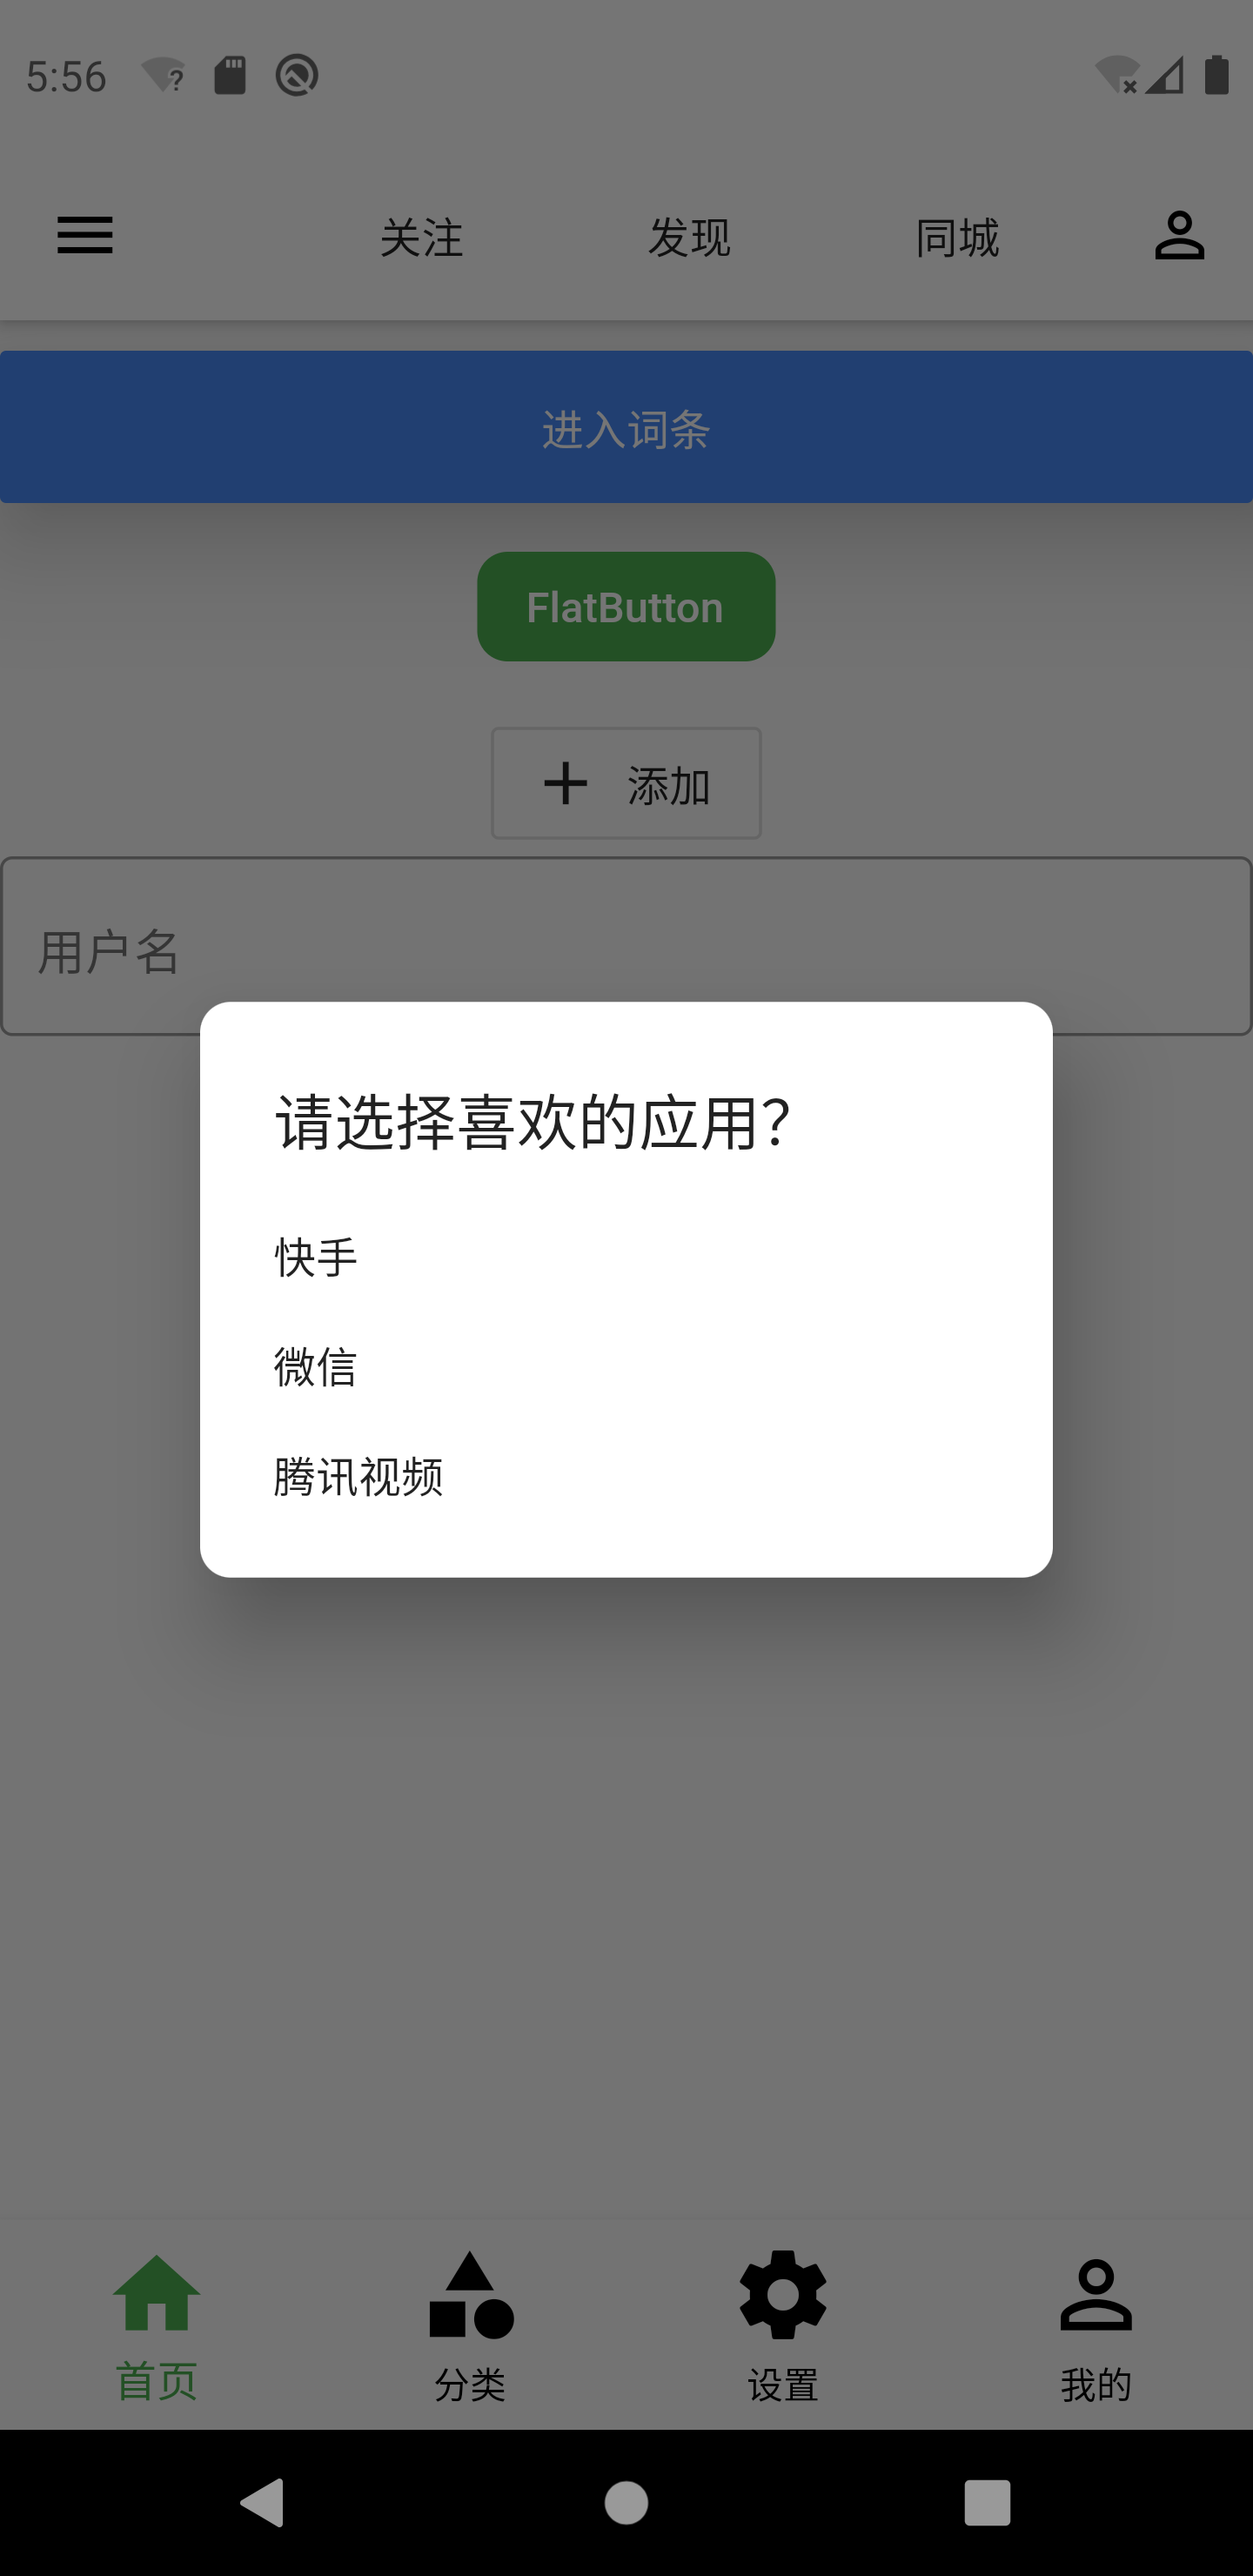 5:56
关注 发现 同城
进入词条
FlatButton
添加
用户名
请选择喜欢的应用?
快手
微信
腾讯视频
首页 分类 设置 我的